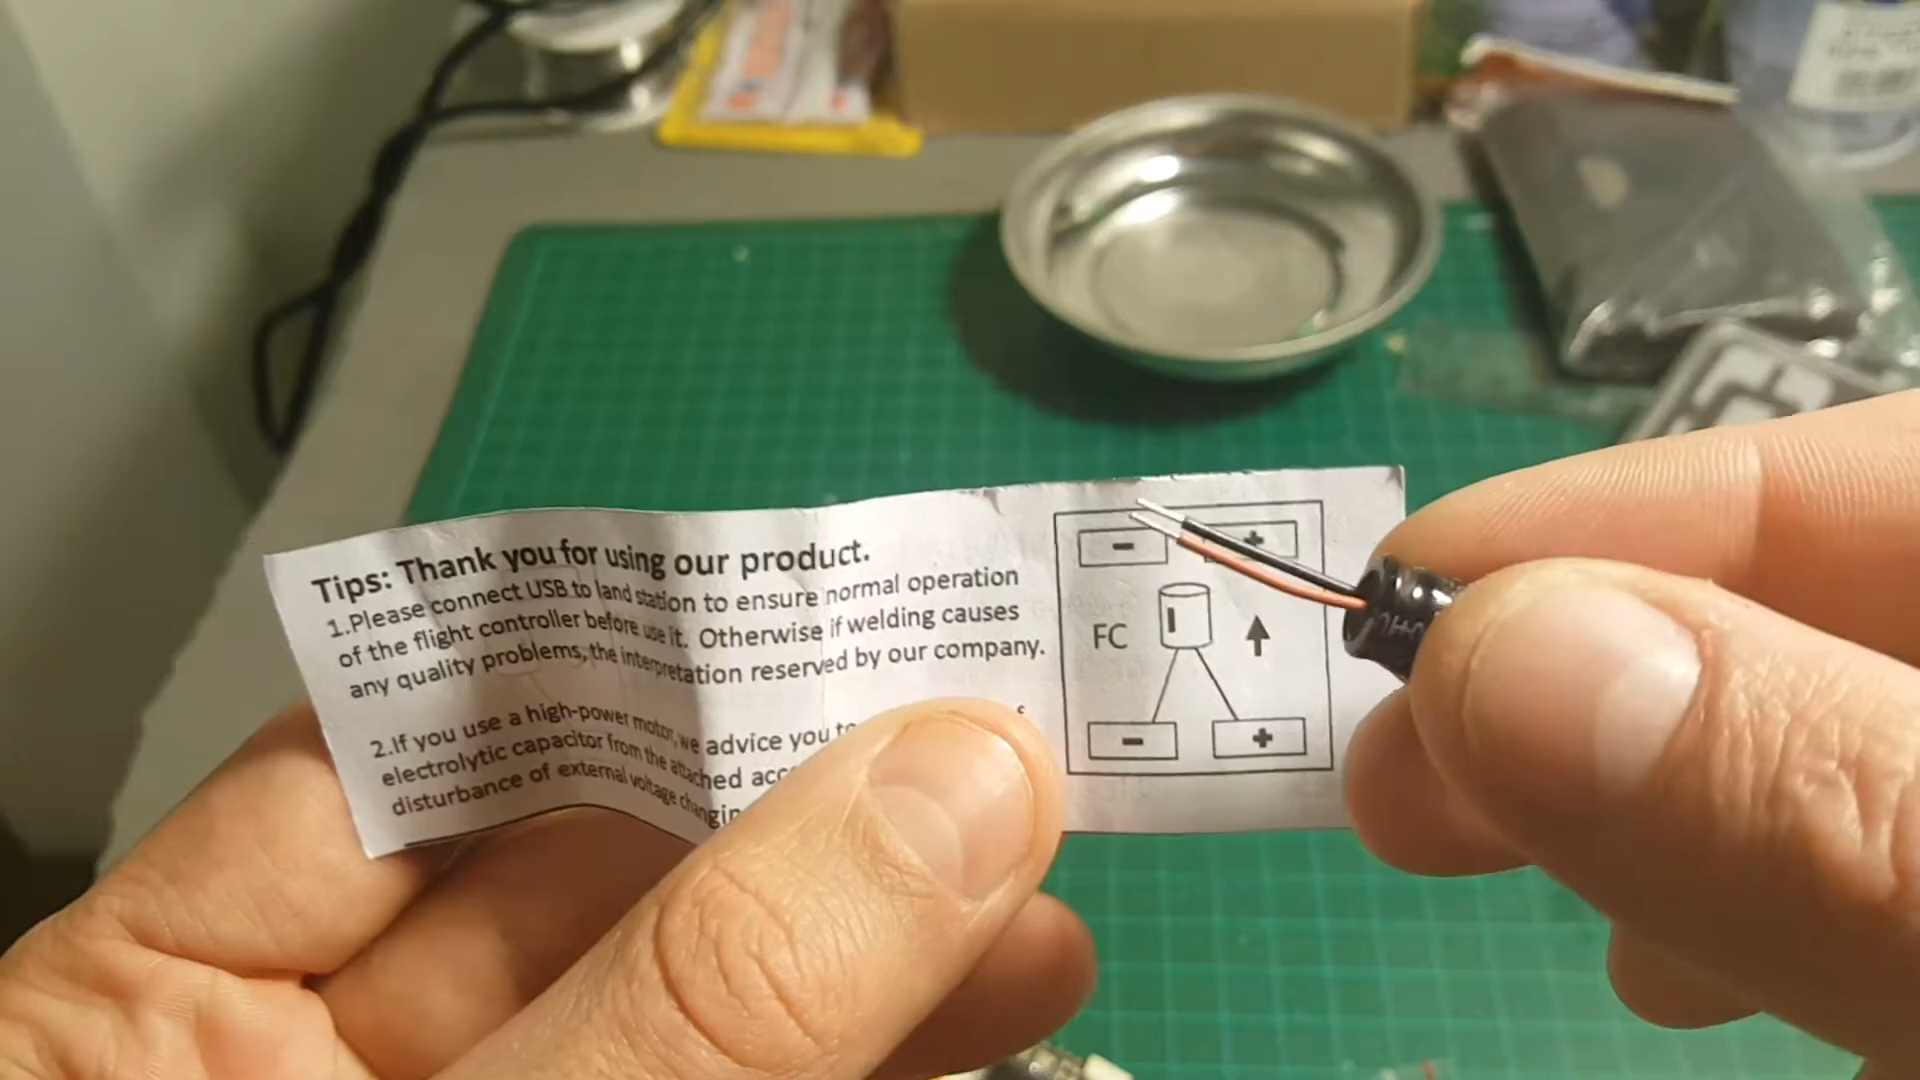 Tips: Thank you for using our product.
1.Please connect USB to land station to ensure normal operation
of the flight controller before use it. Otherwise if welding causes
any quality problems, the interpretation reserved by our company.
2.If you use a high-power motor, we advice you to
electrolytic capacitor from the attached
disturbance of external voltage
- +
FC
- +